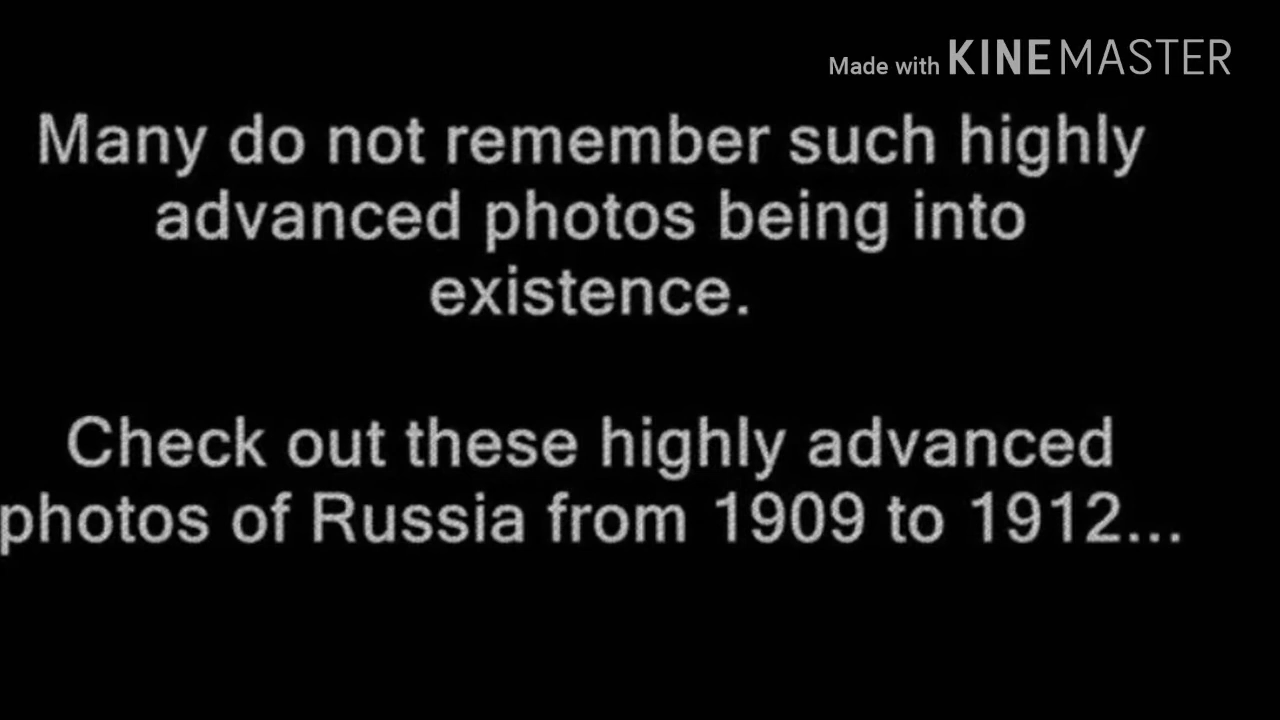 Made with KINEMASTER
Many do not remember such highly
advanced photos being into
existence.
Check out these highly advanced
photos of Russia from 1909 to 1912...